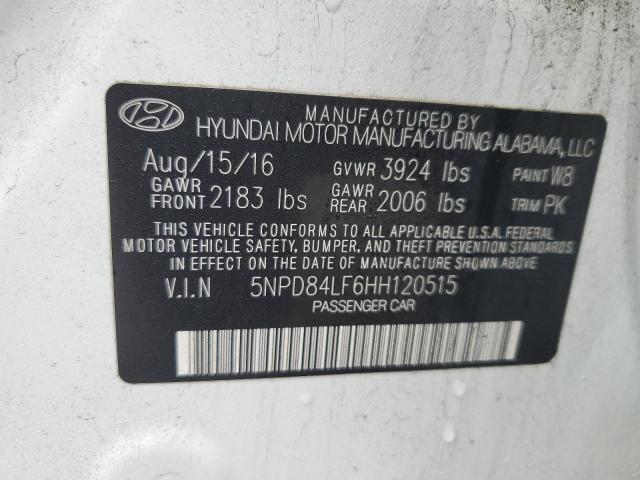 MANUFACTURED BY
HYUNDAI MOTOR MANUFACTURING ALABAMA, LLC
Aug/15/16 GVWR 3924 lbs PAINT W8
GAWR FRONT 2183 lbs GAWR REAR 2006 lbs TRIM PK
THIS VEHICLE CONFORMS TO ALL APPLICABLE U.S.A. FEDERAL
MOTOR VEHICLE SAFETY, BUMPER, AND THEFT PREVENTION STANDARDS
IN EFFECT ON THE DATE OF MANUFACTURE SHOWN ABOVE.
V.I.N 5NPD84LF6HH120515
PASSENGER CAR